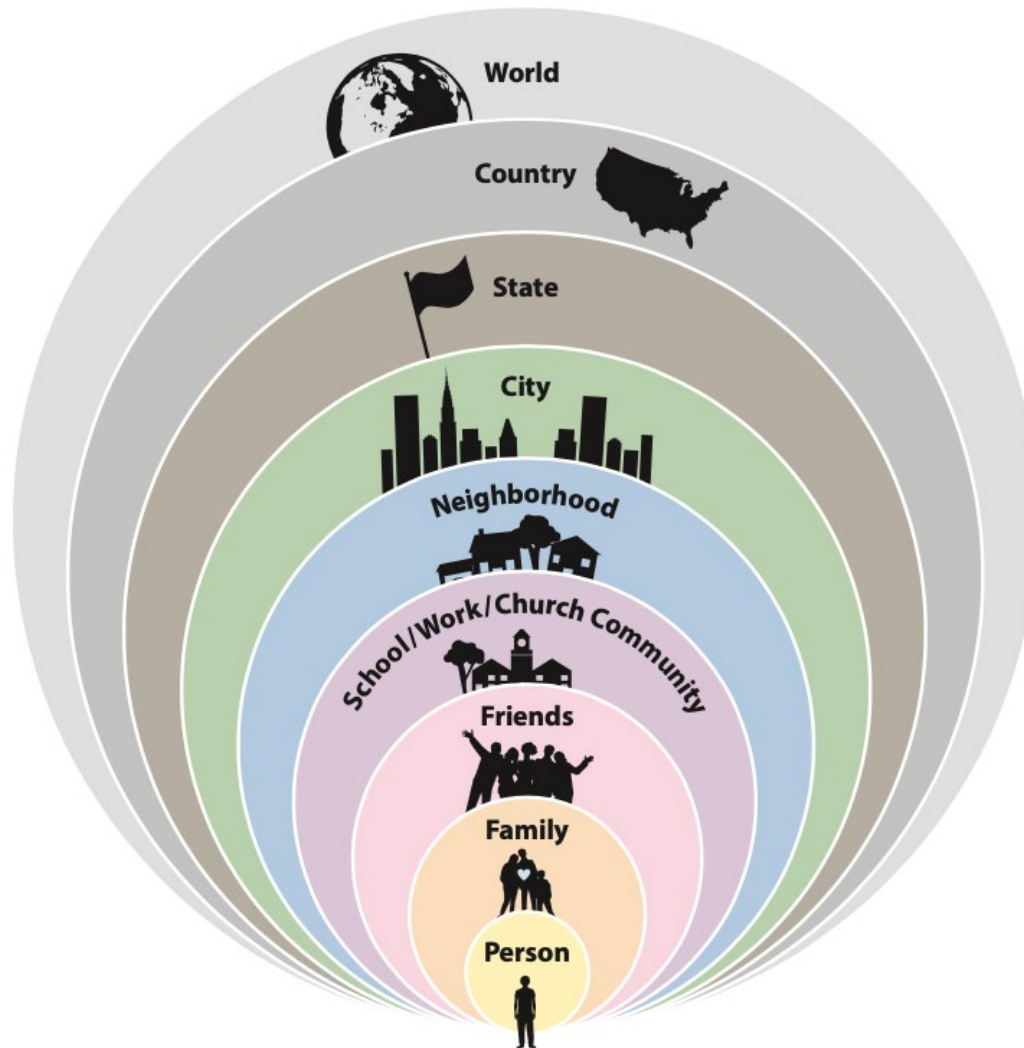 World
Country
State
City
Neighborhood
School/Work/Church Community
Friends
Family
Person